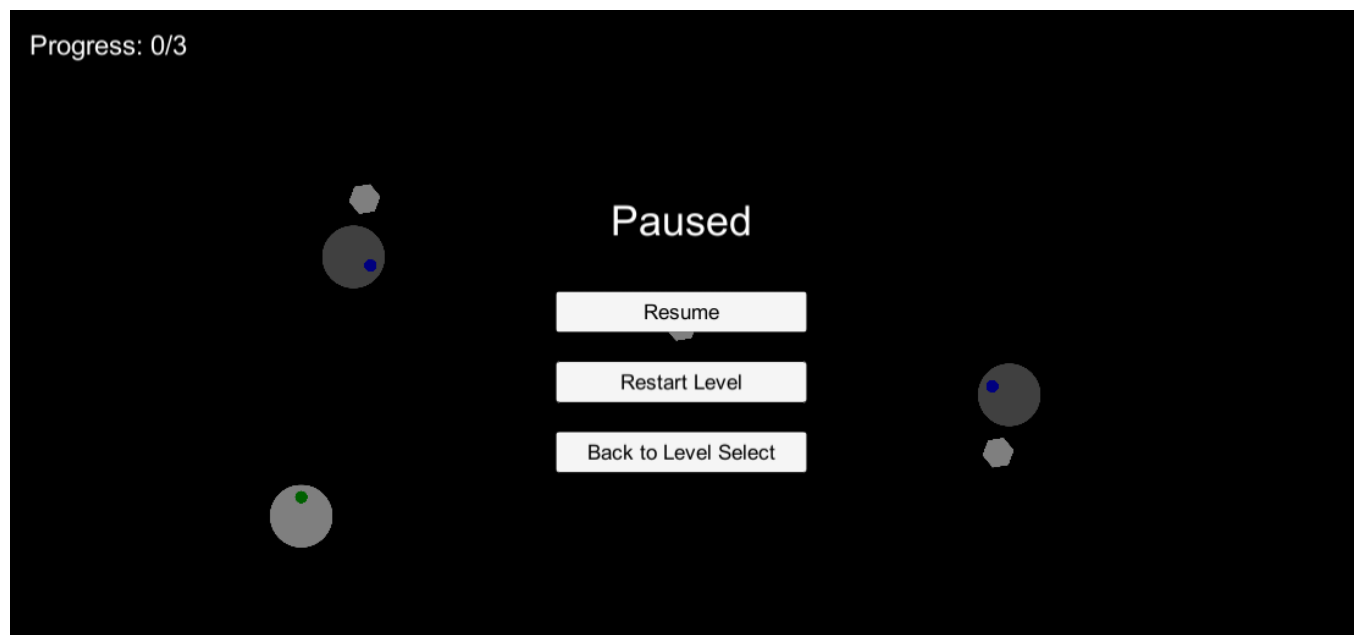 Progress: 0/3
Paused
Resume
Restart Level
Back to Level Select